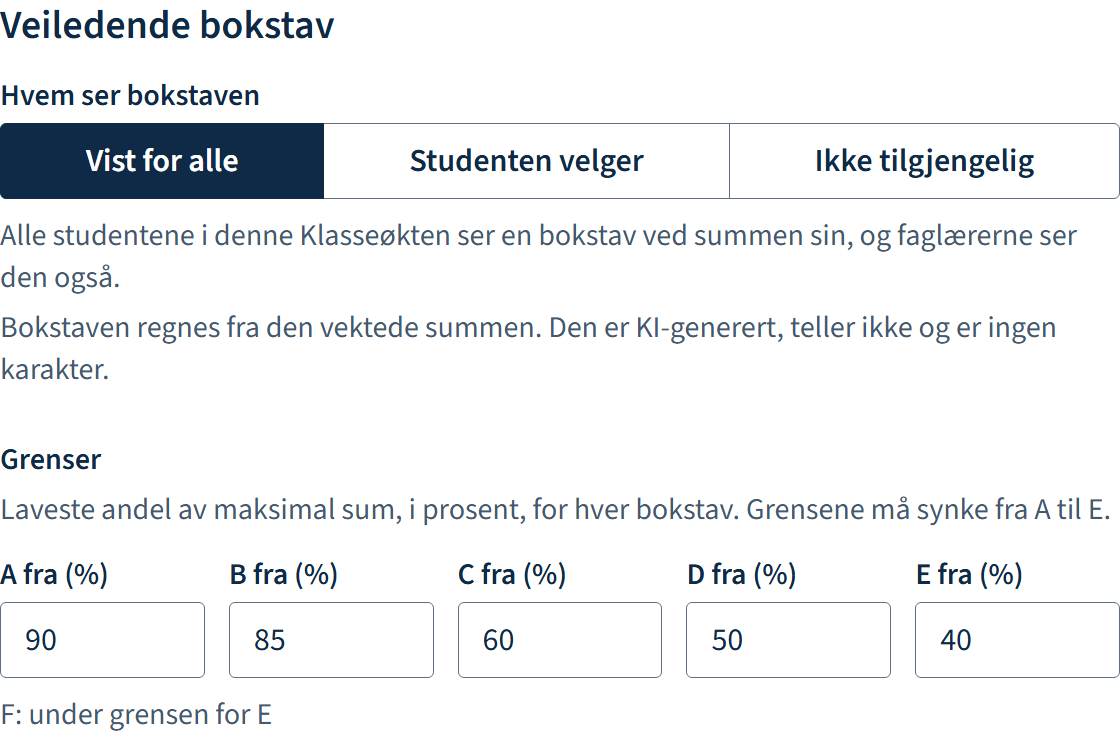 Veiledende bokstav
Hvem ser bokstaven
Vist for alle
Studenten velger
Ikke tilgjengelig
Alle studentene i denne Klasseøkten ser en bokstav ved summen sin, og faglærerne ser
den også.
Bokstaven regnes fra den vektede summen. Den er KI-generert, teller ikke og er ingen
karakter.
Grenser
Laveste andel av maksimal sum, i prosent, for hver bokstav. Grensene må synke fra A til E.
A fra (%) B fra (%) C fra (%) D fra (%) E fra (%)
90 85 60 50 40
F: under grensen for E